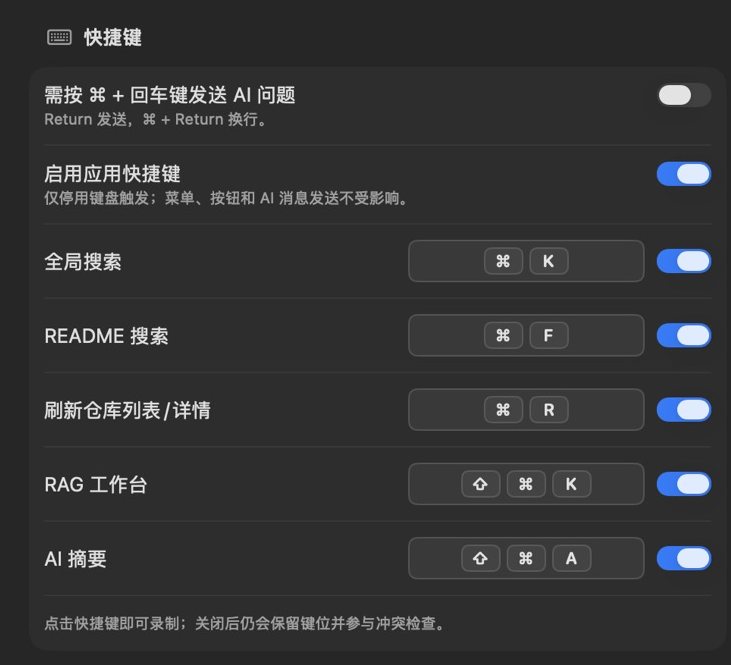 快捷键
需按 ⌘ + 回车键发送 AI 问题
Return 发送，⌘ + Return 换行。
启用应用快捷键
仅停用键盘触发；菜单、按钮和 AI 消息发送不受影响。
全局搜索 ⌘ K
README 搜索 ⌘ F
刷新仓库列表/详情 ⌘ R
RAG 工作台 ⇧ ⌘ K
AI 摘要 ⇧ ⌘ A
点击快捷键即可录制；关闭后仍会保留键位并参与冲突检查。